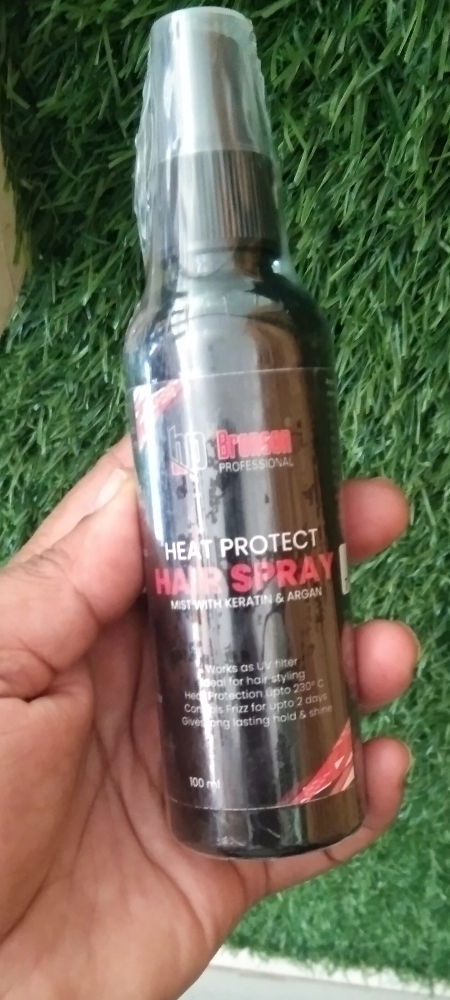 bp Bronson
PROFESSIONAL
HEAT PROTECT
HAIR SPRAY
MIST WITH KERATIN & ARGAN
Works as UV filter
Ideal for hair styling
Heat Protection upto 230° C
Controls Frizz for upto 2 days
Gives long lasting hold & shine
100 ml